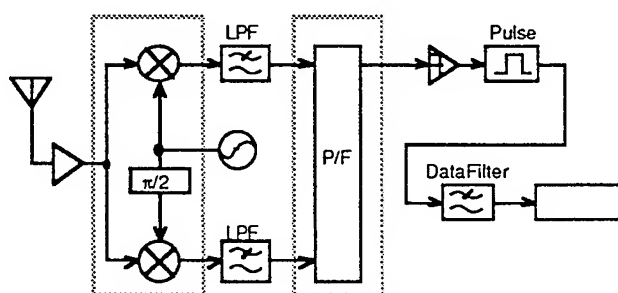 LPF
Pulse
P/F
π/2
DataFilter
LPF